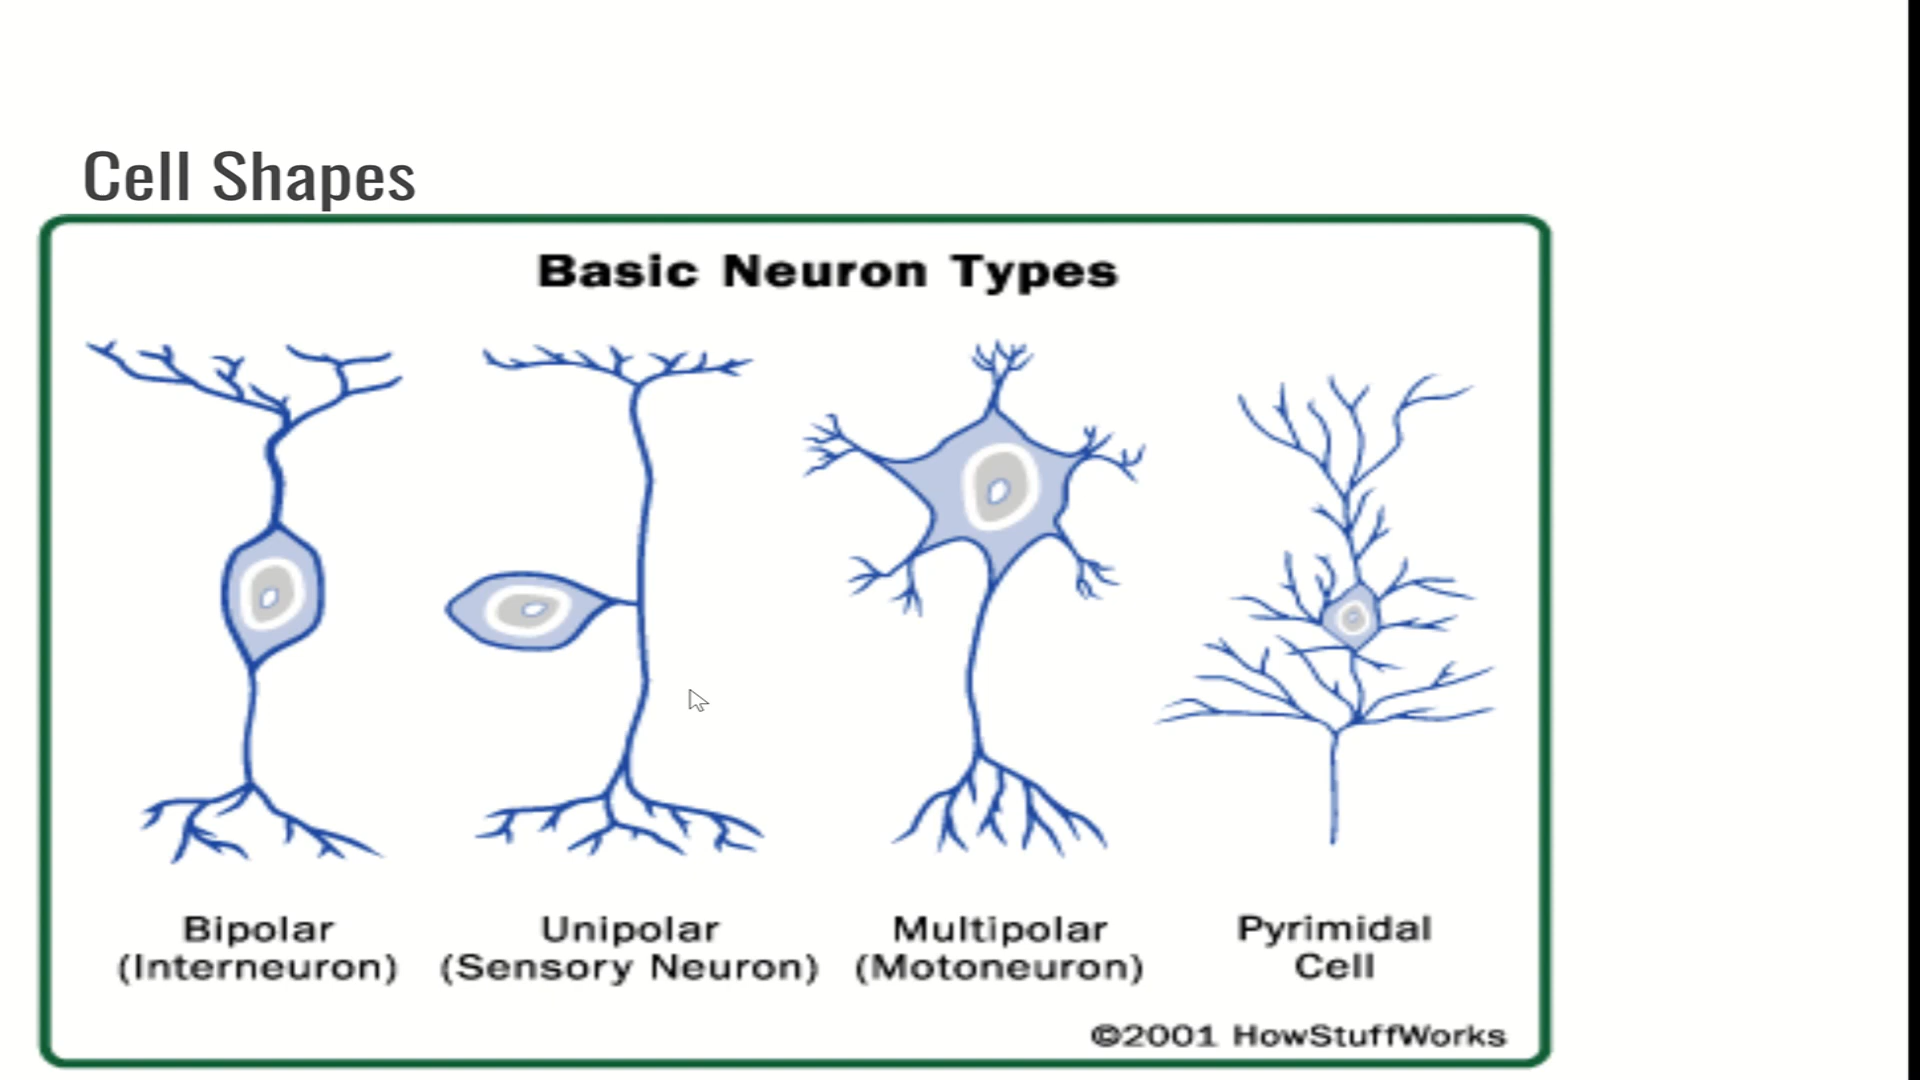 Cell Shapes
Basic Neuron Types
Bipolar
(Interneuron)
Unipolar
(Sensory Neuron)
Multipolar
(Motoneuron)
Pyrimidal
Cell
©2001 HowStuffWorks